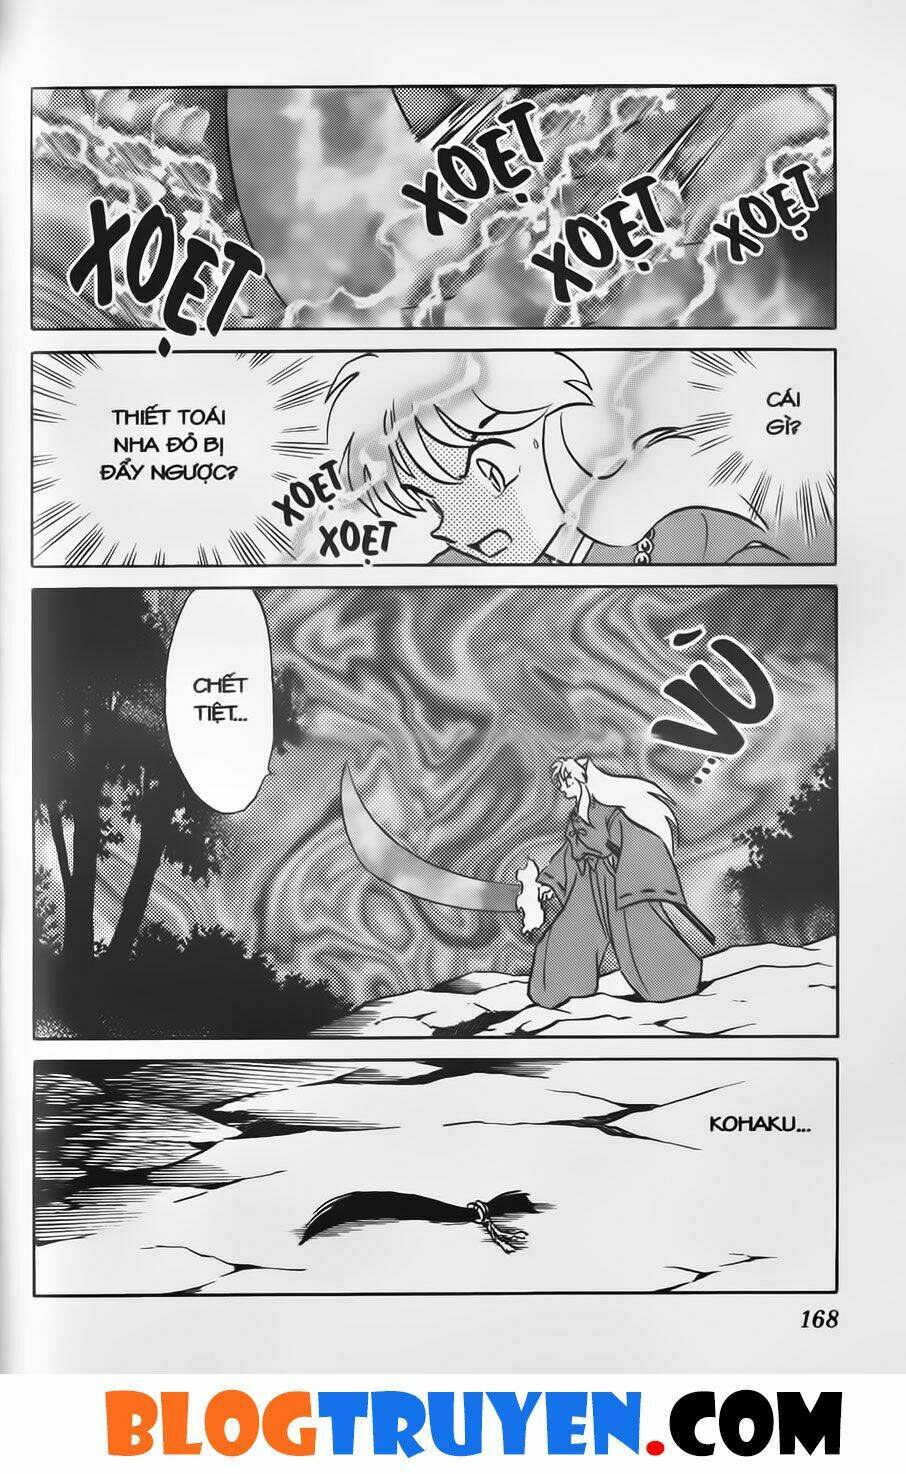 XOẸT
XOẸT
XOẸT
XOẸT
CÁI
GÌ?
THIẾT TOÁI
NHA ĐỎ BỊ
ĐẨY NGƯỢC?
XOẸT
XOẸT
CHẾT
TIỆT...
...VÚ
KOHAKU...
168
BLOGTRUYEN.COM